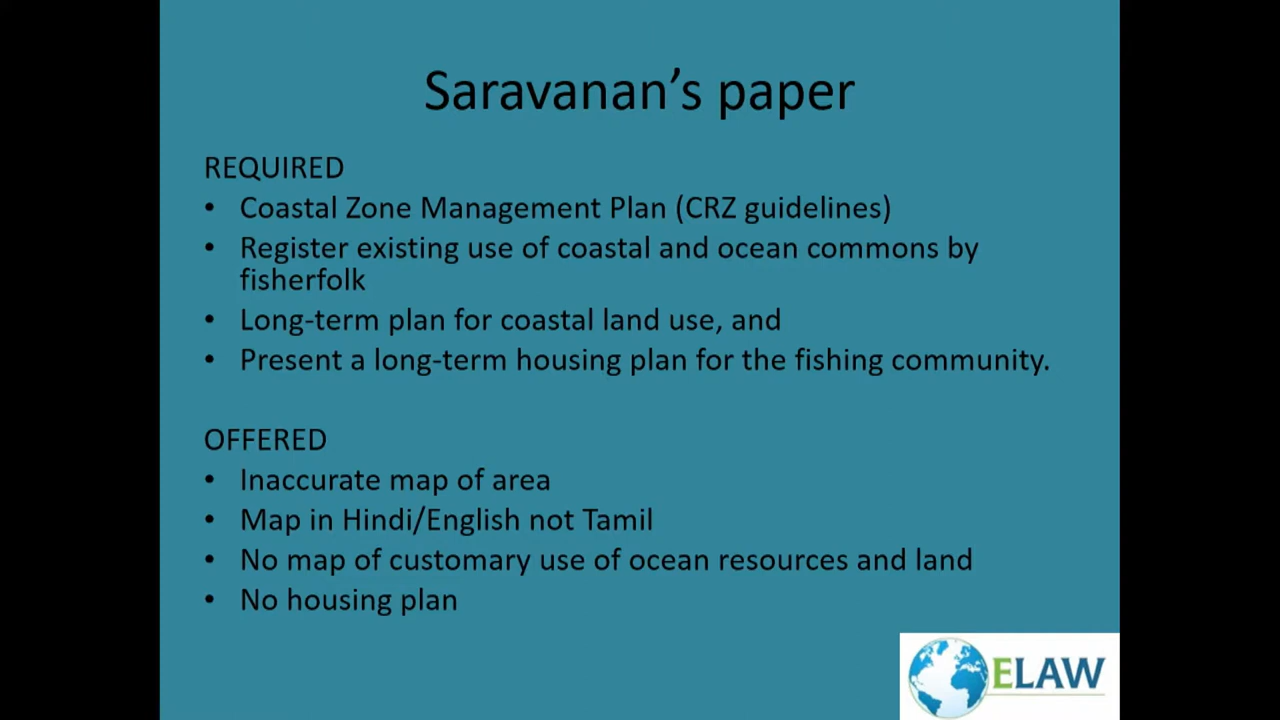 Saravanan’s paper
REQUIRED
• Coastal Zone Management Plan (CRZ guidelines)
• Register existing use of coastal and ocean commons by
fisherfolk
• Long-term plan for coastal land use, and
• Present a long-term housing plan for the fishing community.
OFFERED
• Inaccurate map of area
• Map in Hindi/English not Tamil
• No map of customary use of ocean resources and land
• No housing plan
ELAW